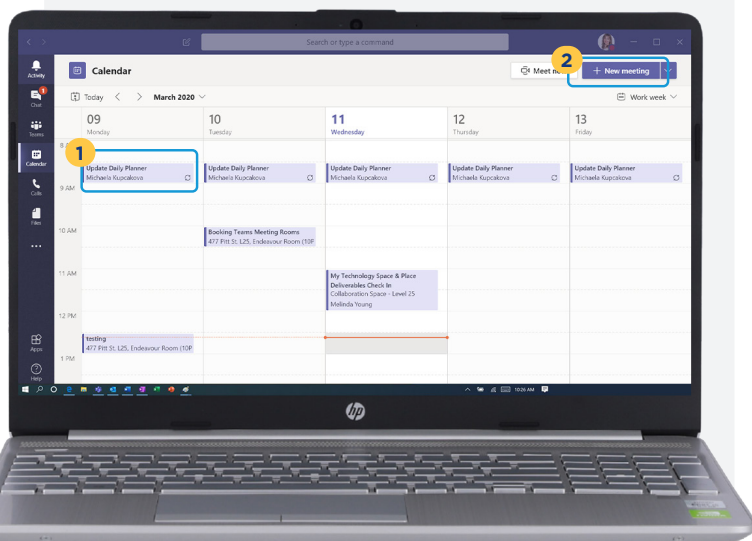 Search or type a command
Activity
Calendar
Meet
+ New meeting
2
1
Chat
Today
March 2020
Work week
Teams
09
Monday
10
Tuesday
11
Wednesday
12
Thursday
13
Friday
Calendar
8
Update Daily Planner
Michaela Kupcakova
Update Daily Planner
Michaela Kupcakova
Update Daily Planner
Michaela Kupcakova
Update Daily Planner
Michaela Kupcakova
Update Daily Planner
Michaela Kupcakova
Calls
9 AM
Files
10 AM
Booking Teams Meeting Rooms
477 Pitt St, L25, Endeavour Room (10P
11 AM
My Technology Space & Place
Deliverables Check In
Collaboration Space - Level 25
Melinda Young
12 PM
testing
477 Pitt St, L25, Endeavour Room (10P
1 PM
Apps
Help
10:26 AM
hp